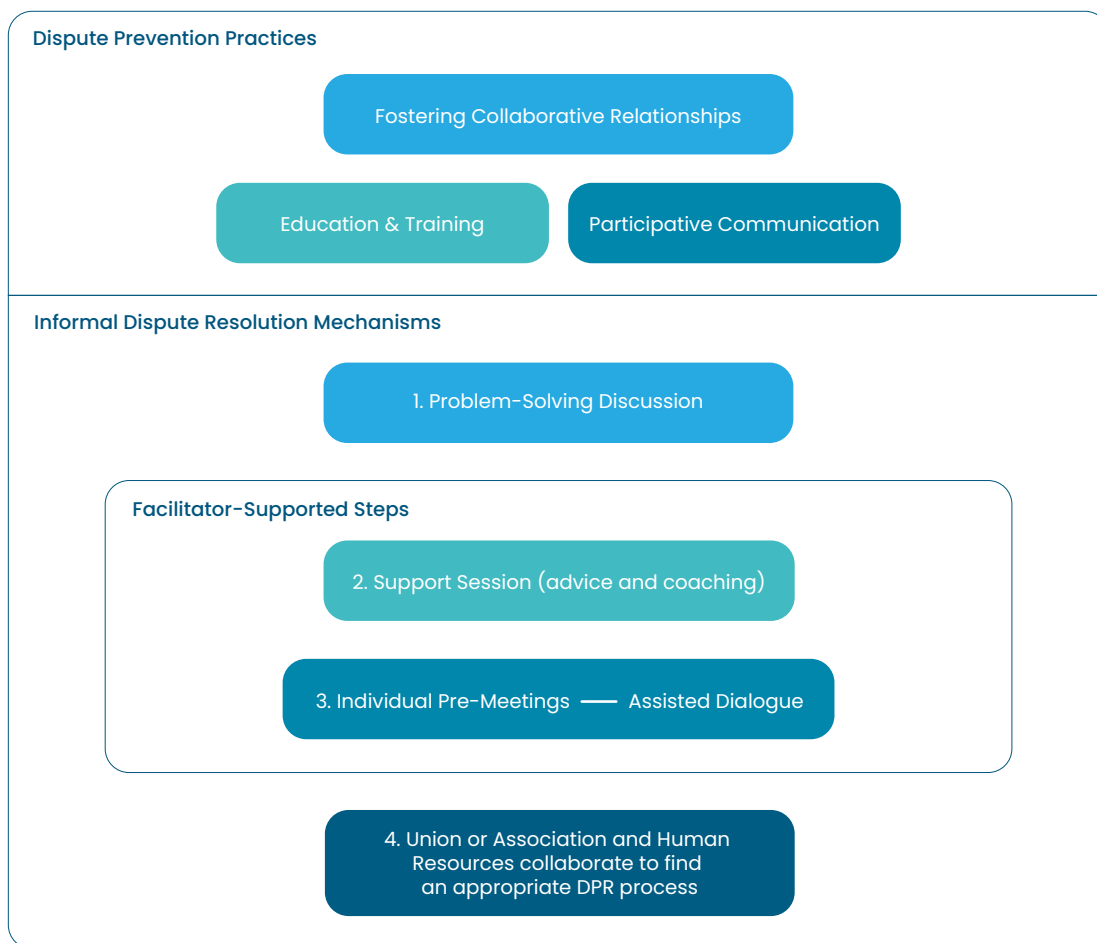 Dispute Prevention Practices
Fostering Collaborative Relationships
Education & Training
Participative Communication
Informal Dispute Resolution Mechanisms
1. Problem-Solving Discussion
Facilitator-Supported Steps
2. Support Session (advice and coaching)
3. Individual Pre-Meetings — Assisted Dialogue
4. Union or Association and Human
Resources collaborate to find
an appropriate DPR process